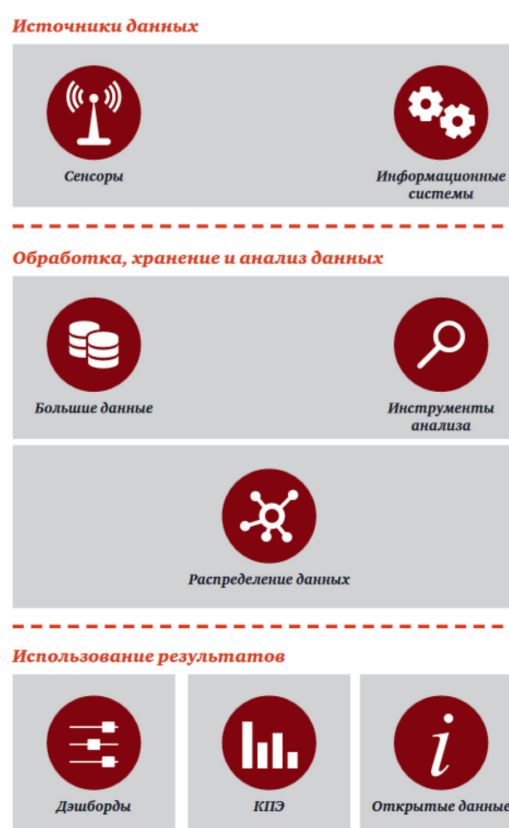 Источники данных
Сенсоры
Информационные
системы
Обработка, хранение и анализ данных
Большие данные
Инструменты
анализа
Распределение данных
Использование результатов
Дэшборды
КПЭ
Открытые данные